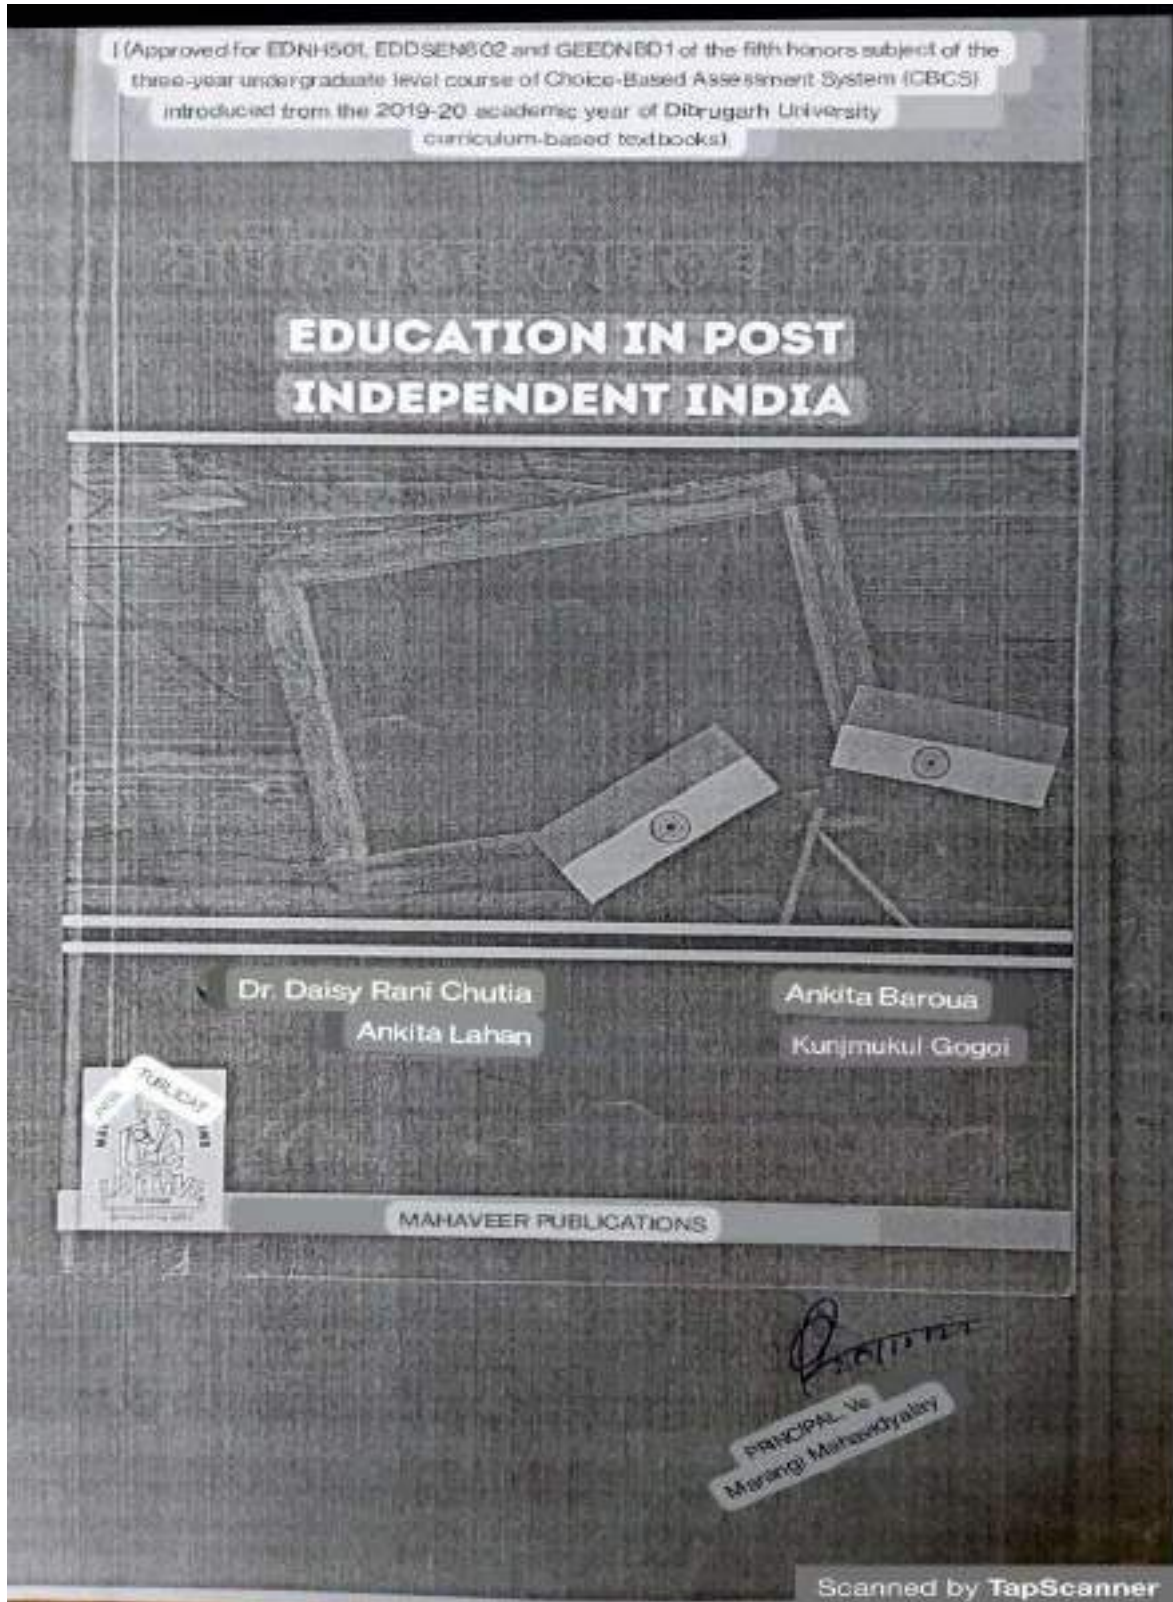 [(Approved for EDNH501, EDDSEN602 and GEEDNBD1 of the fifth honors subject of the
three-year undergraduate level course of Choice-Based Assessment System (CBCS)
introduced from the 2019-20 academic year of Dibrugarh University
curriculum-based textbooks)
EDUCATION IN POST
INDEPENDENT INDIA
Dr. Daisy Rani Chutia
Ankita Baroua
Ankita Lahan
Kunjmukul Gogoi
PUBLICAT
MAHAVEER PUBLICATIONS
PRINCIPAL
Marangi Mahavidyalay
Scanned by TapScanner